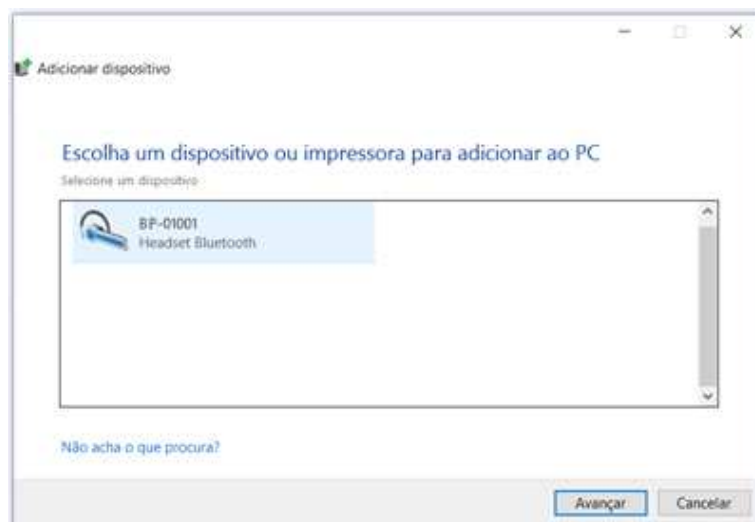 Adicionar dispositivo
Escolha um dispositivo ou impressora para adicionar ao PC
Selecione um dispositivo
BP-01001
Headset Bluetooth
Não acha o que procura?
Avançar
Cancelar